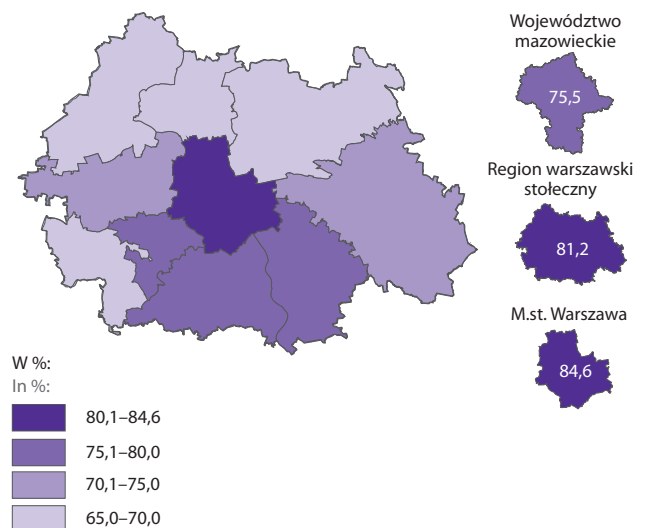 Województwo
mazowieckie
75,5
Region warszawski
stołeczny
81,2
M.st. Warszawa
84,6
W %:
In %:
80,1–84,6
75,1–80,0
70,1–75,0
65,0–70,0